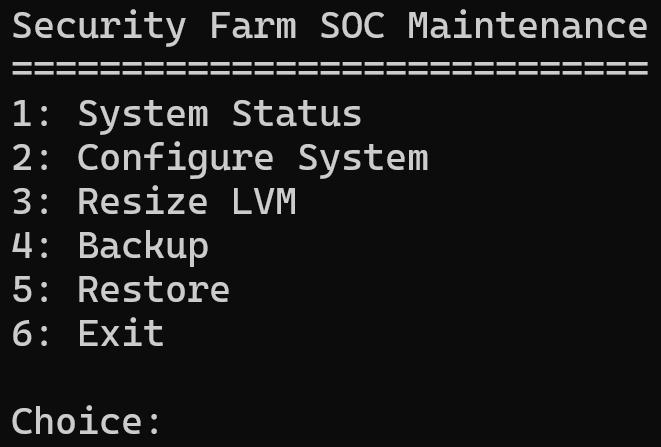 Security Farm SOC Maintenance
=============================
1: System Status
2: Configure System
3: Resize LVM
4: Backup
5: Restore
6: Exit
Choice: